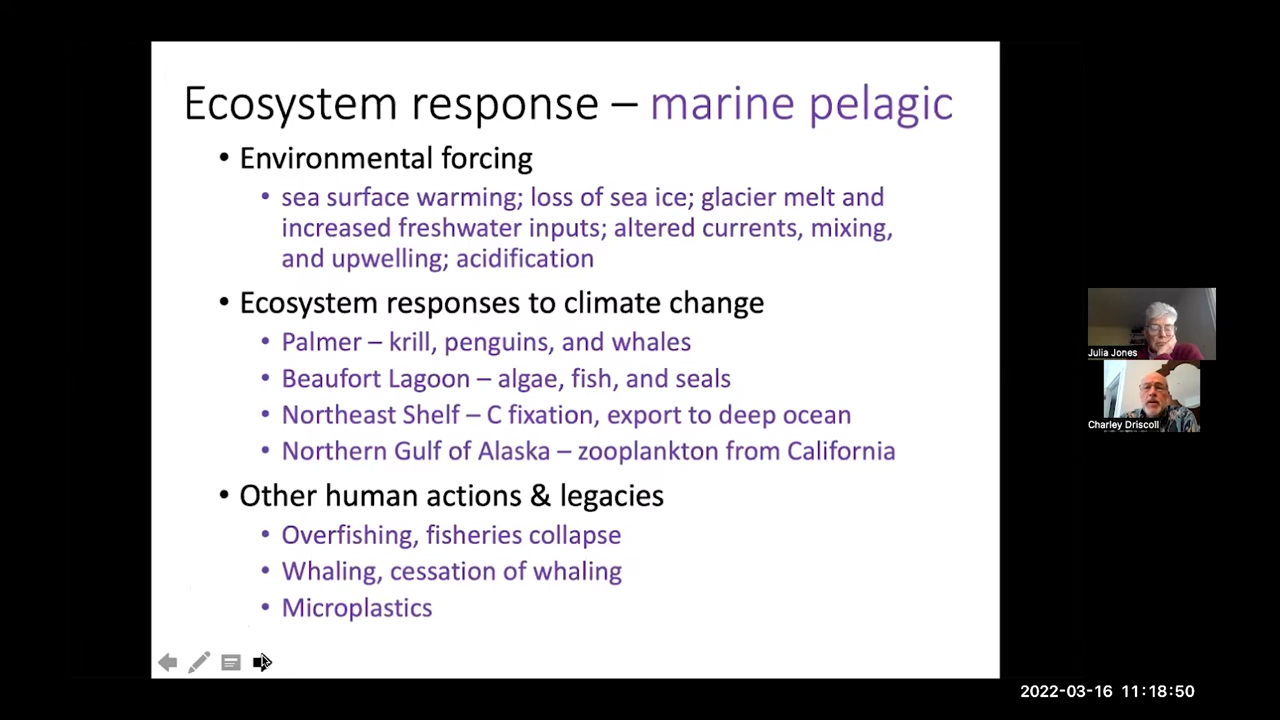 Ecosystem response – marine pelagic
• Environmental forcing
• sea surface warming; loss of sea ice; glacier melt and
increased freshwater inputs; altered currents, mixing,
and upwelling; acidification
• Ecosystem responses to climate change
• Palmer – krill, penguins, and whales
• Beaufort Lagoon – algae, fish, and seals
• Northeast Shelf – C fixation, export to deep ocean
• Northern Gulf of Alaska – zooplankton from California
• Other human actions & legacies
• Overfishing, fisheries collapse
• Whaling, cessation of whaling
• Microplastics
Julia Jones
Charley Driscoll
2022-03-16 11:18:50